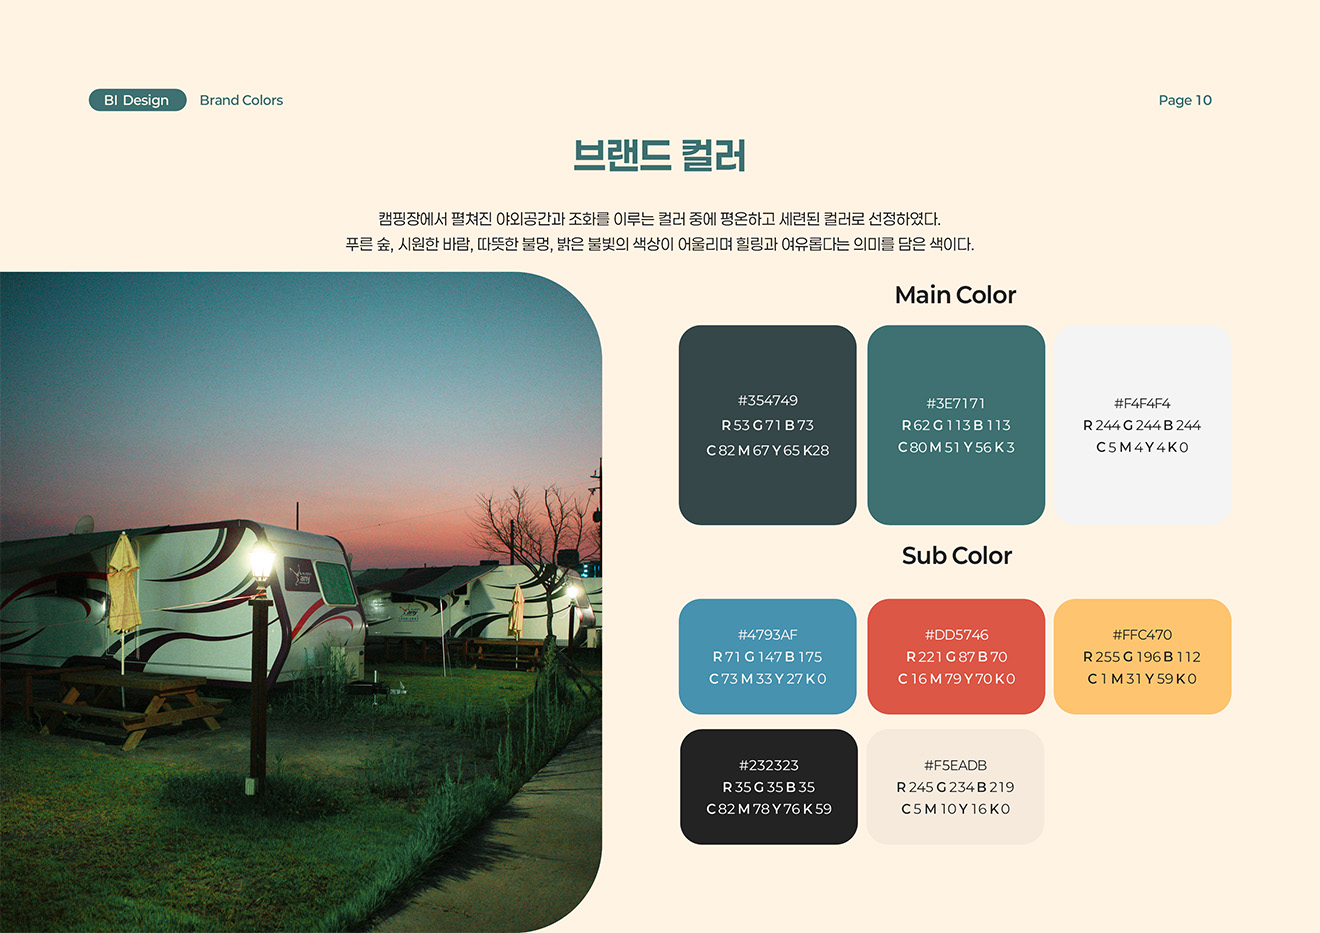 BI Design
Brand Colors
Page 10
브랜드 컬러
캠핑장에서 펼쳐진 야외공간과 조화를 이루는 컬러 중에 평온하고 세련된 컬러로 선정하였다.
푸른 숲, 시원한 바람, 따뜻한 불멍, 밝은 불빛의 색상이 어울리며 힐링과 여유롭다는 의미를 담은 색이다.
Main Color
#354749
R 53 G 71 B 73
C 82 M 67 Y 65 K28
#3E7171
R 62 G 113 B 113
C 80 M 51 Y 56 K 3
#F4F4F4
R 244 G 244 B 244
C 5 M 4 Y 4 K 0
Sub Color
#4793AF
R 71 G 147 B 175
C 73 M 33 Y 27 K 0
#DD5746
R 221 G 87 B 70
C 16 M 79 Y 70 K 0
#FFC470
R 255 G 196 B 112
C 1 M 31 Y 59 K 0
#232323
R 35 G 35 B 35
C 82 M 78 Y 76 K 59
#F5EADB
R 245 G 234 B 219
C 5 M 10 Y 16 K 0